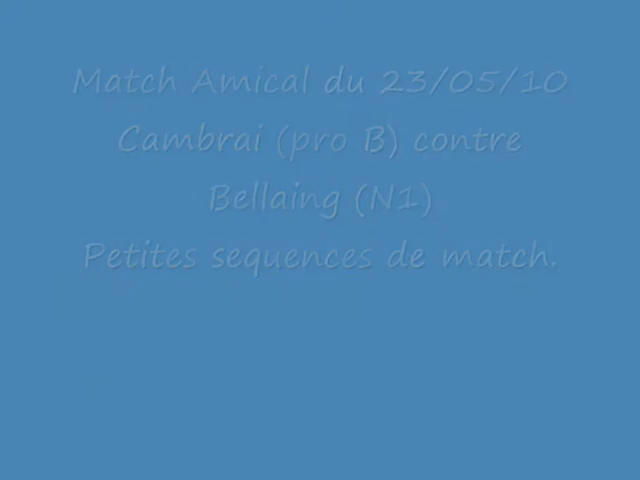 Match Amical du 23/05/10
Cambrai (pro B) contre
Bellaing (N1)
Petites sequences de match.